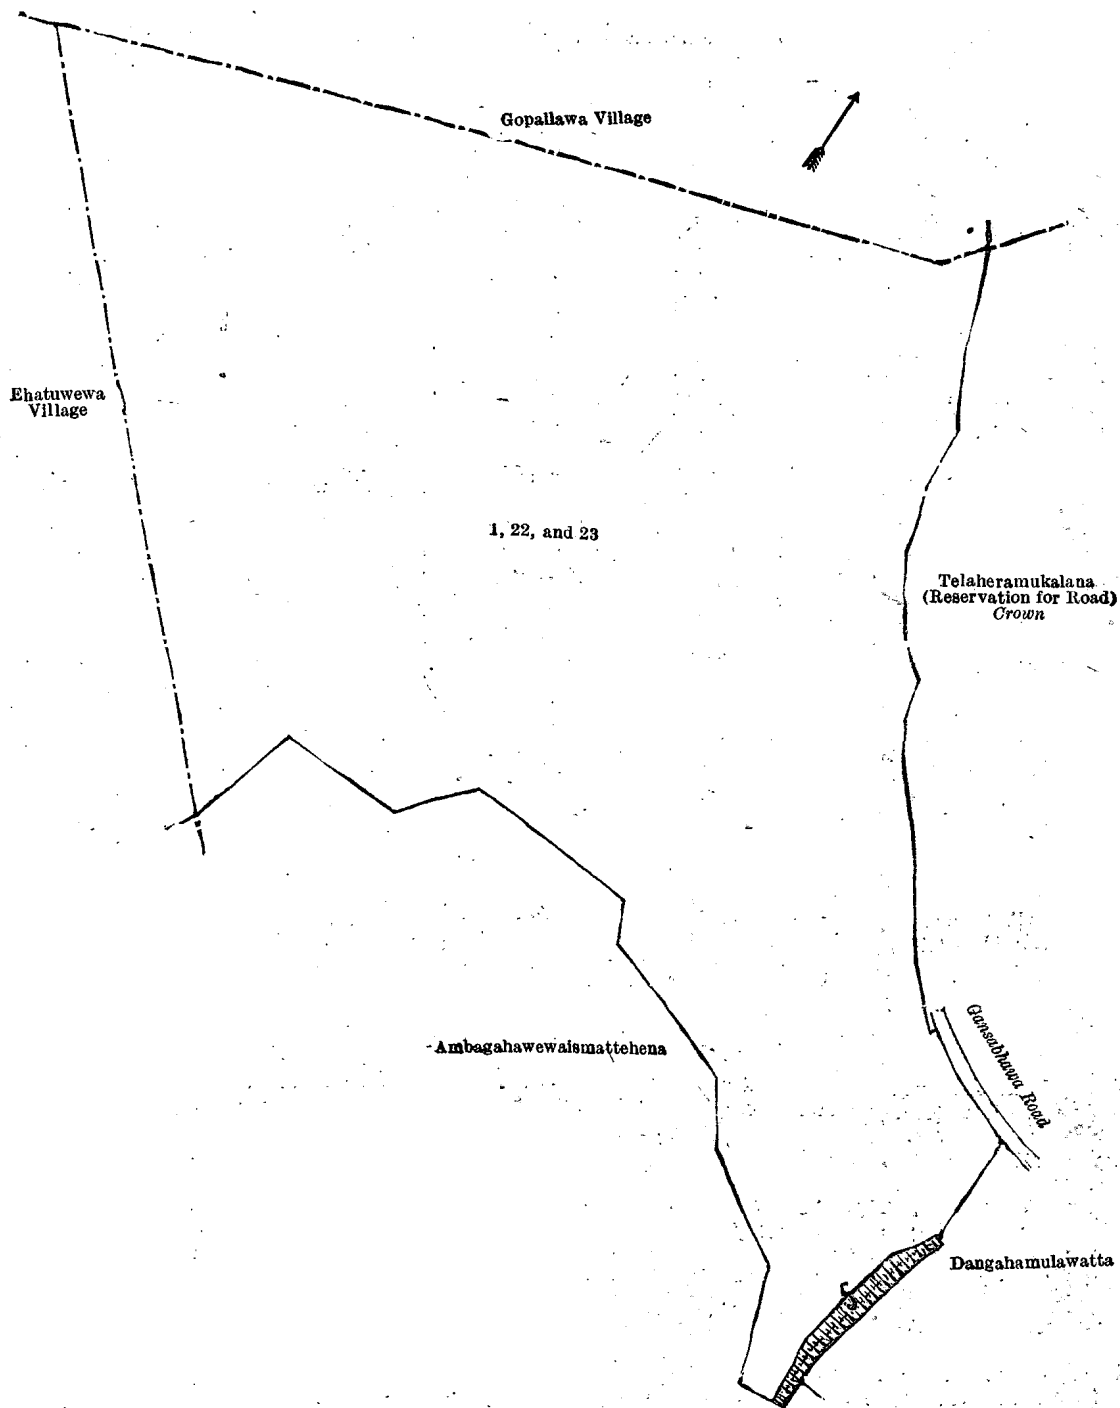 Gopallawa Village
Ehatuwewa
Village
1, 22, and 23
Telaheramukalana
(Reservation for Road)
Crown
Gansabhawa Road
Ambagahawewaismattehena
Dangahamulawatta